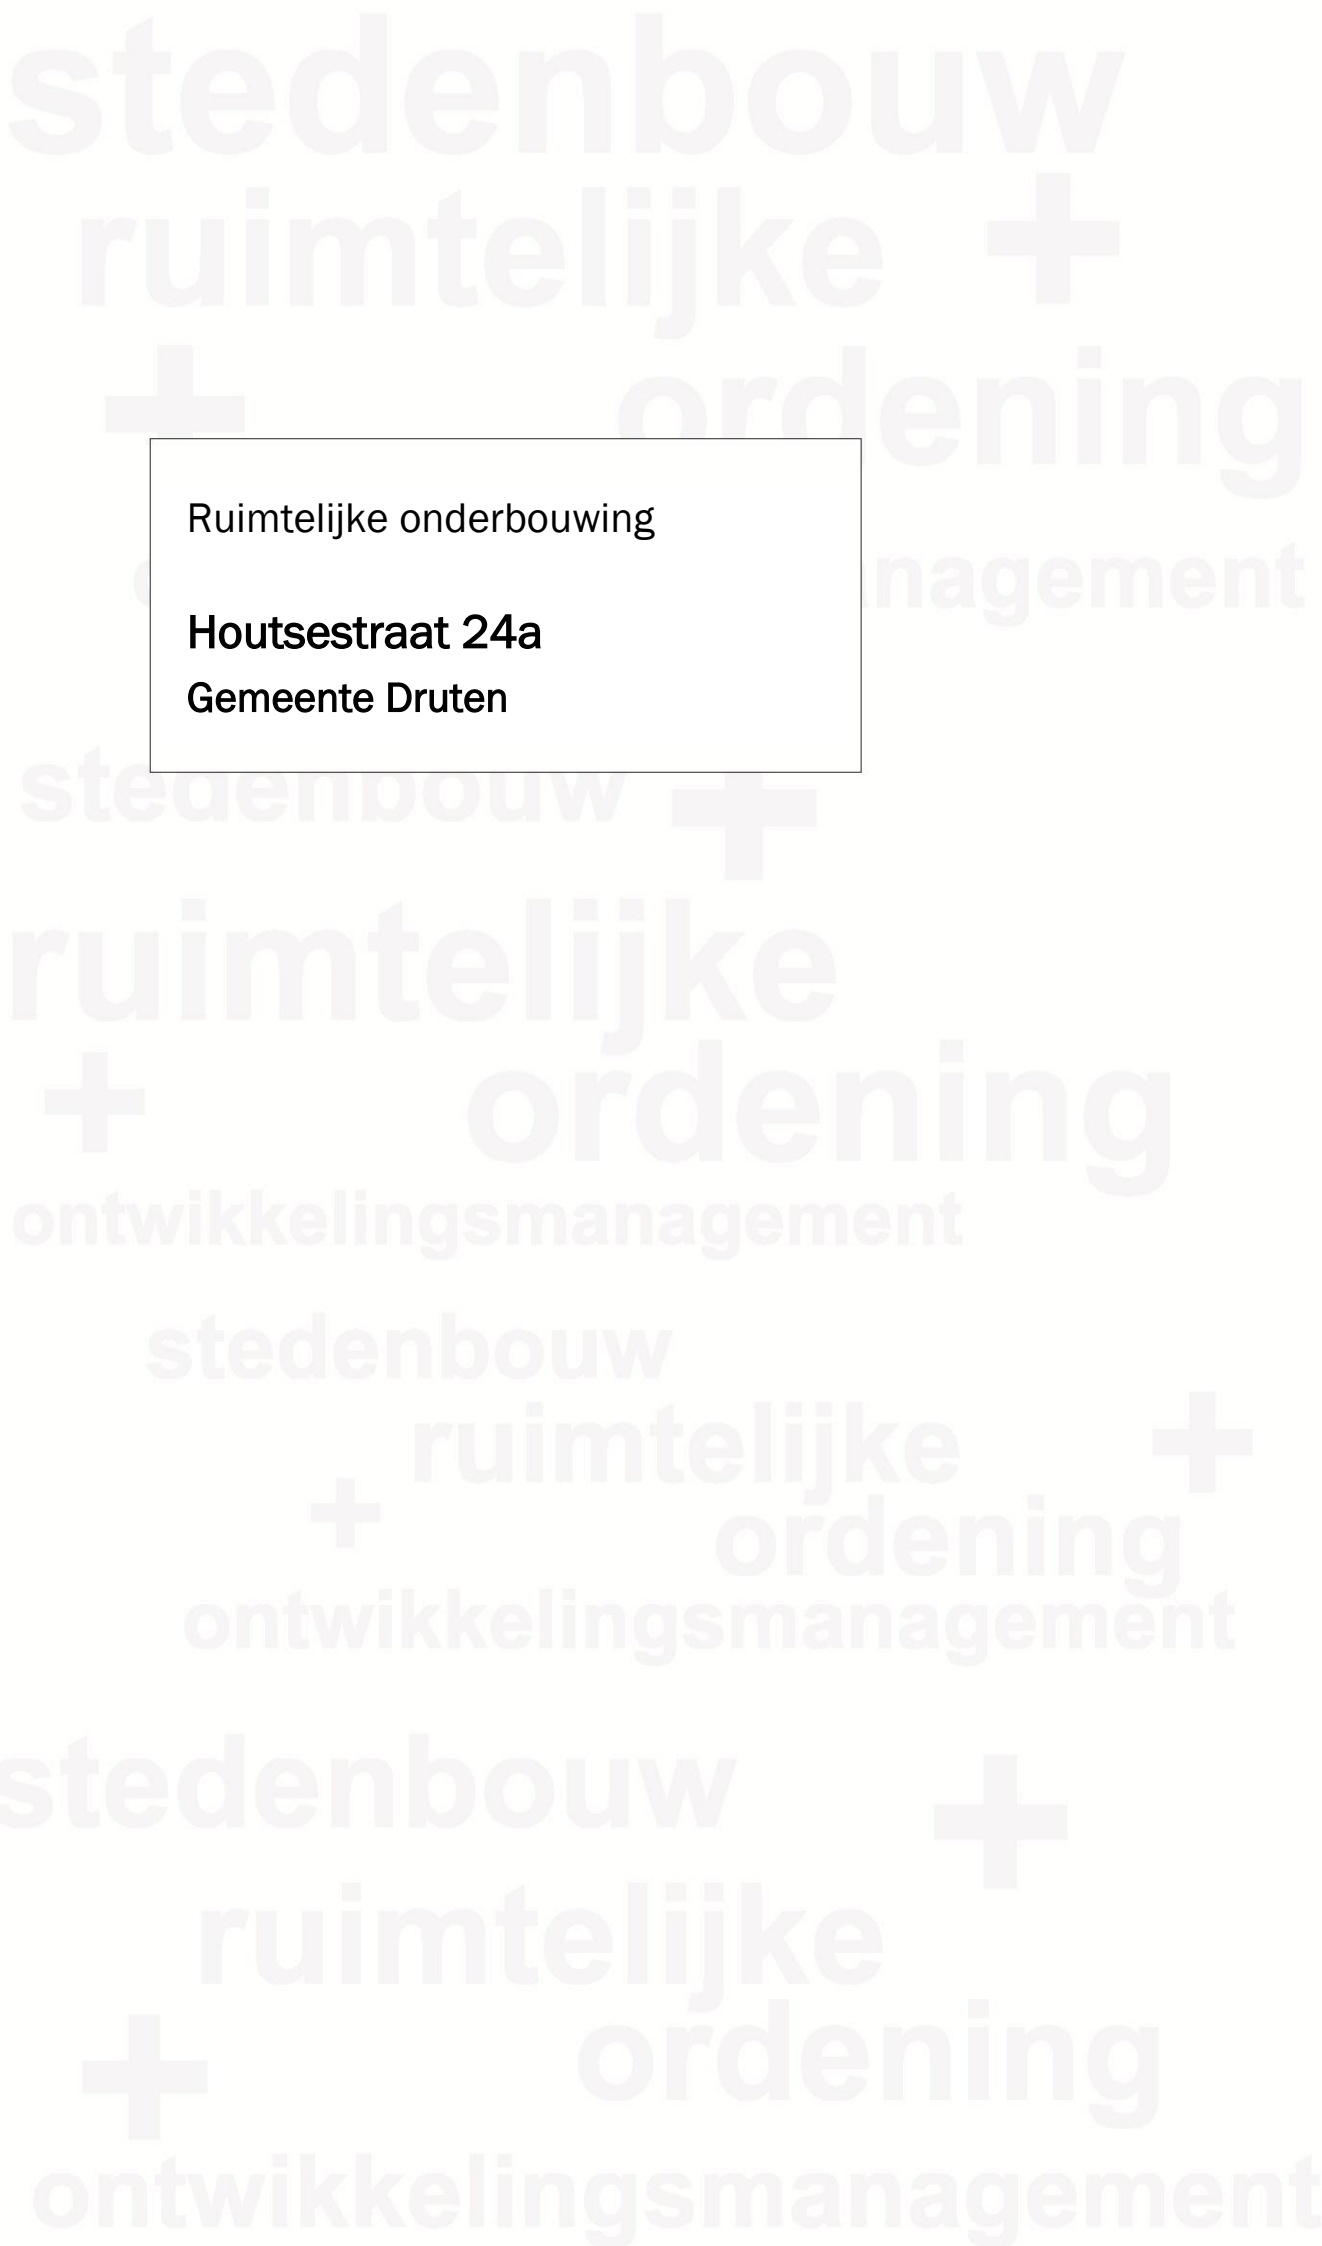 stedenbouw
ruimtelijke +
+ ordening
nagement
Ruimtelijke onderbouwing
Houtsestraat 24a
Gemeente Druten
stedenbouw +
ruimtelijke
+ ordening
ontwikkelingsmanagement
stedenbouw
ruimtelijke +
+ ordening
ontwikkelingsmanagement
stedenbouw +
ruimtelijke
+ ordening
ontwikkelingsmanagement